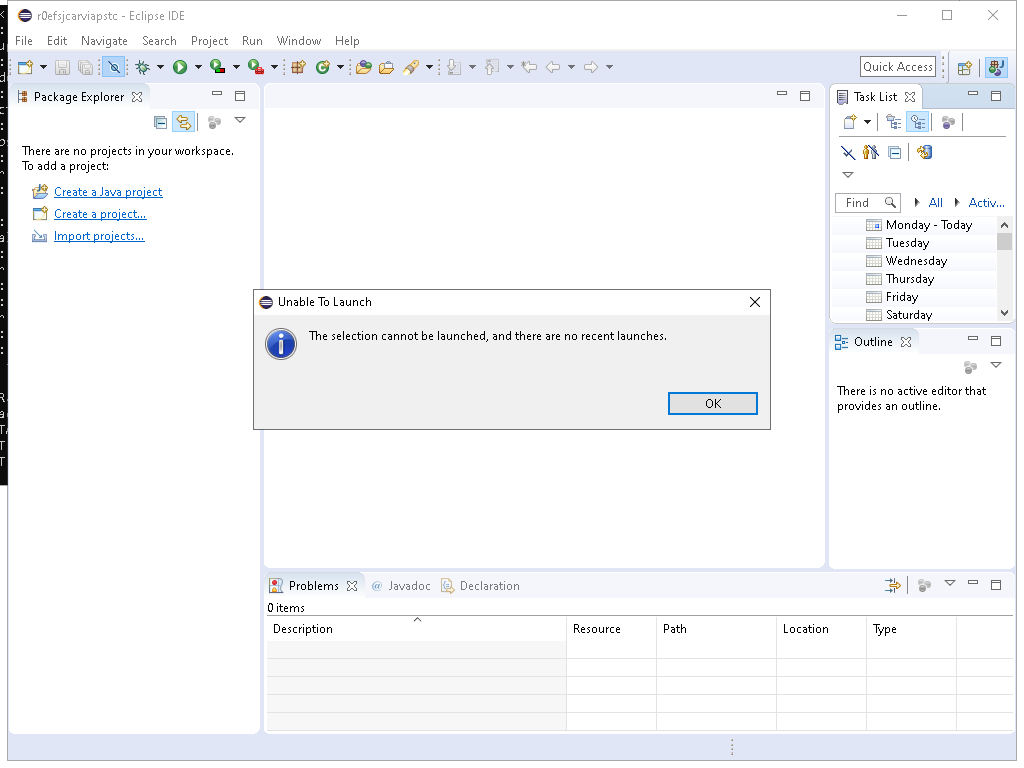 r0efsjcarviapstc - Eclipse IDE
File Edit Navigate Search Project Run Window Help
Quick Access
Package Explorer
There are no projects in your workspace.
To add a project:
Create a Java project
Create a project...
Import projects...
Task List
Find All Activ...
Monday - Today
Tuesday
Wednesday
Thursday
Friday
Saturday
Unable To Launch
The selection cannot be launched, and there are no recent launches.
OK
Outline
There is no active editor that
provides an outline.
Problems @ Javadoc Declaration
0 items
Description Resource Path Location Type